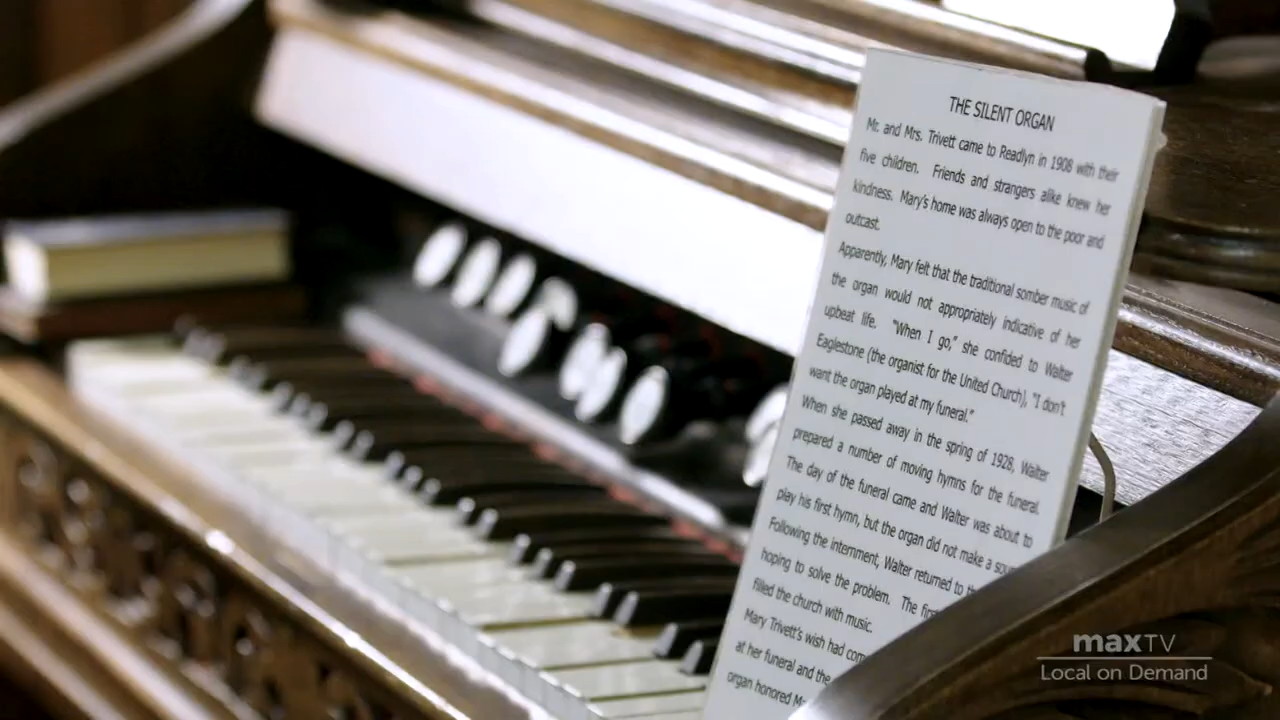 THE SILENT ORGAN
Mr. and Mrs. Trivett came to Readlyn in 1908 with their
five children. Friends and strangers alike knew her
kindness. Mary's home was always open to the poor and
outcast.
Apparently, Mary felt that the traditional somber music of
the organ would not appropriately indicative of her
upbeat life. "When I go," she confided to Walter
Eaglestone (the organist for the United Church), "I don't
want the organ played at my funeral."
When she passed away in the spring of 1928, Walter
prepared a number of moving hymns for the funeral.
The day of the funeral came and Walter was about to
play his first hymn, but the organ did not make a
Following the internment, Walter returned to
hoping to solve the problem. The
filled the church with music.
Mary Trivett's wish had
at her funeral and the
organ honored
maxTV
Local on Demand